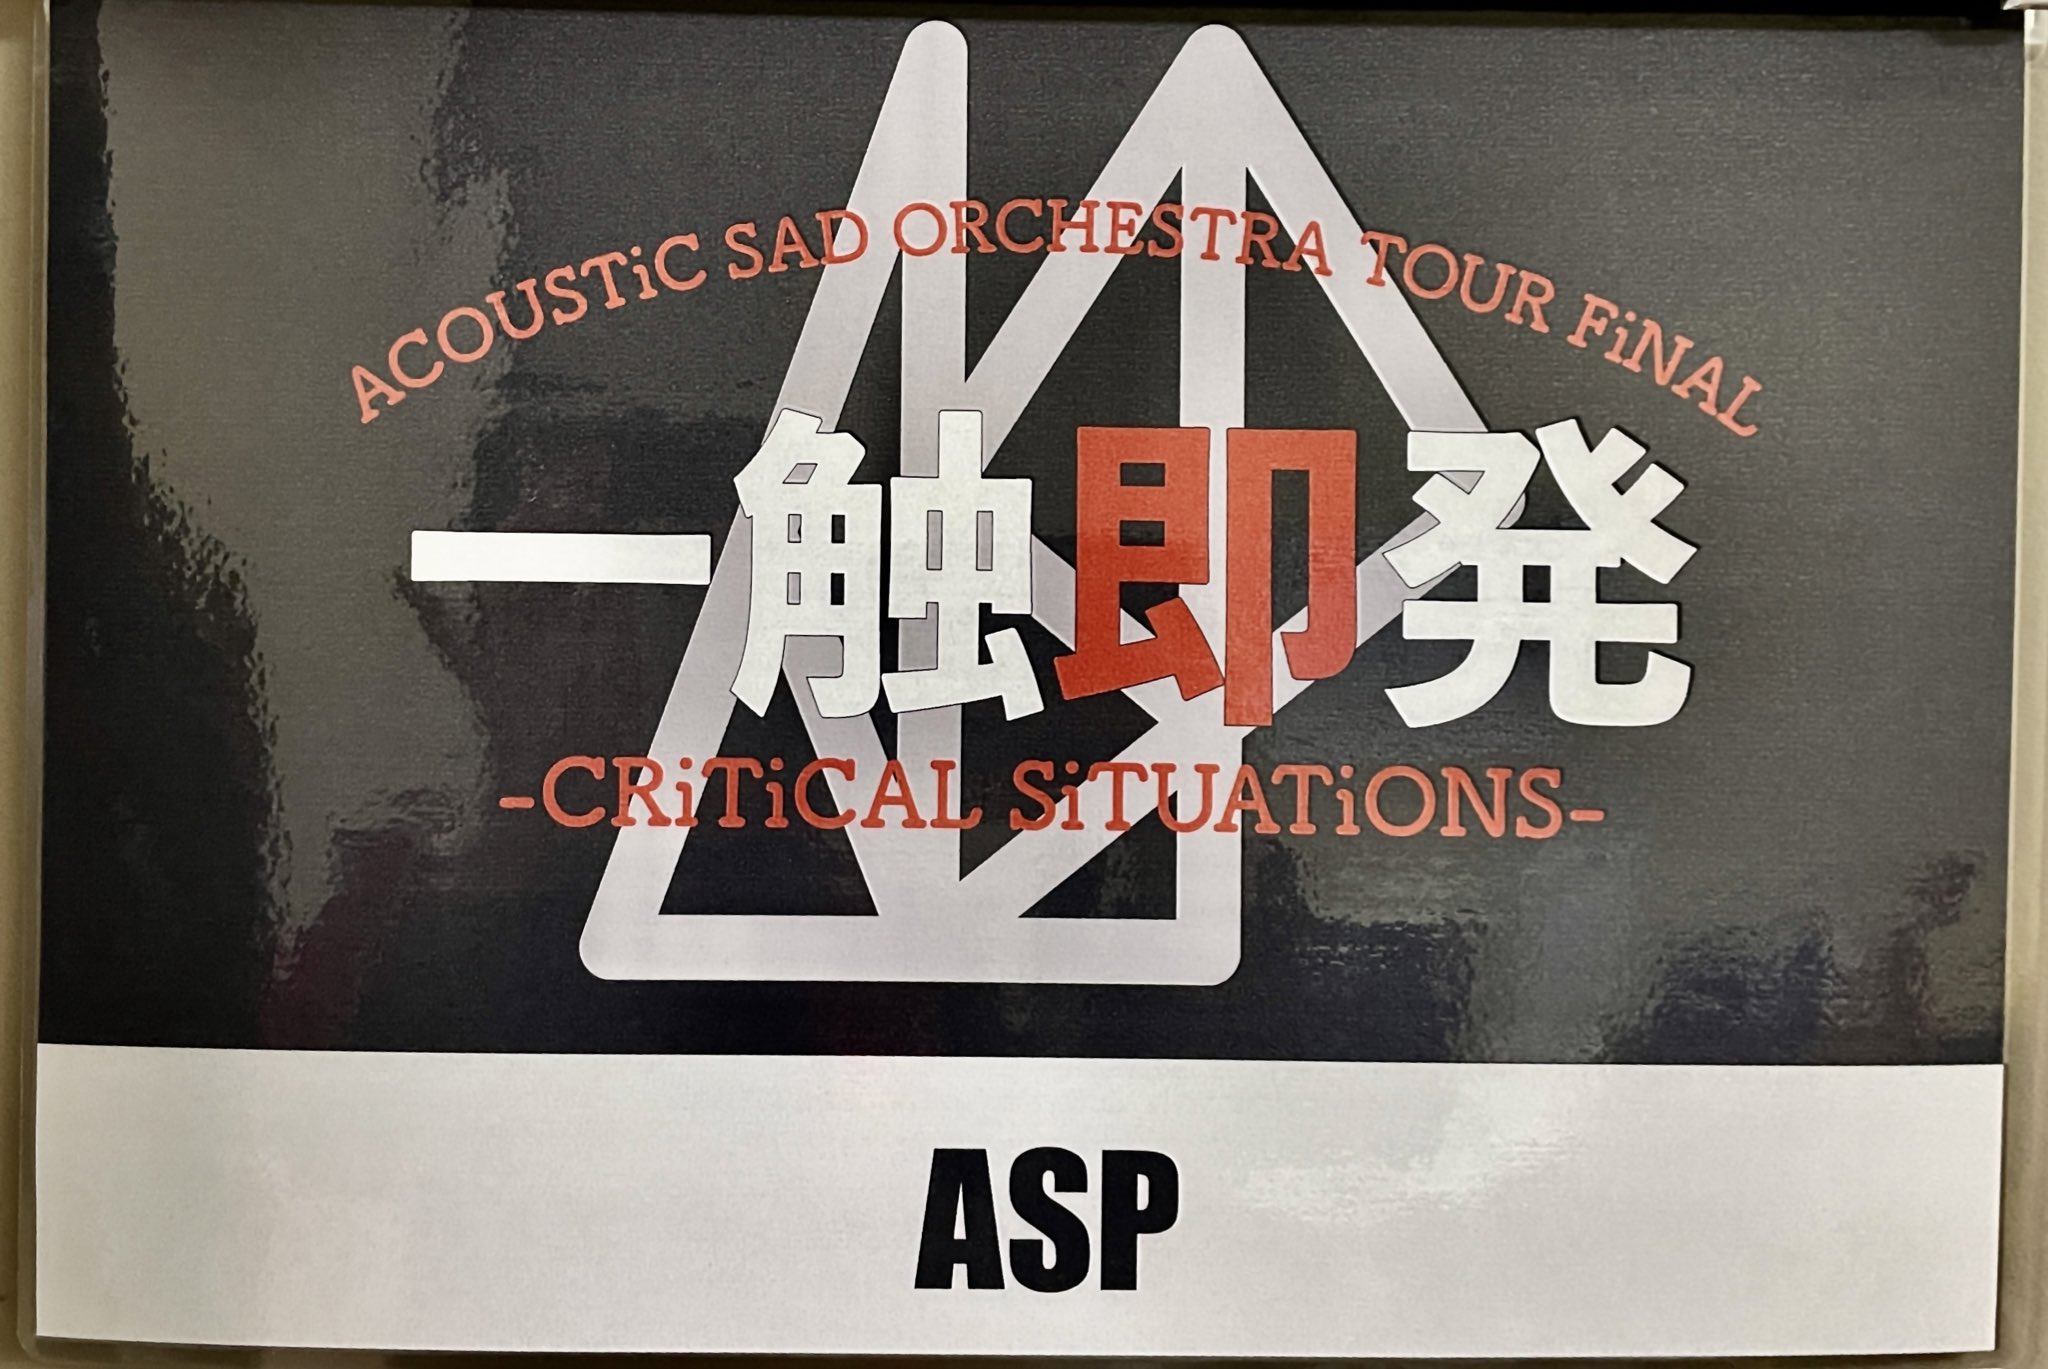 ACOUSTiC SAD ORCHESTRA TOUR FiNAL
一触即発
-CRiTiCAL SiTUATiONS-
ASP